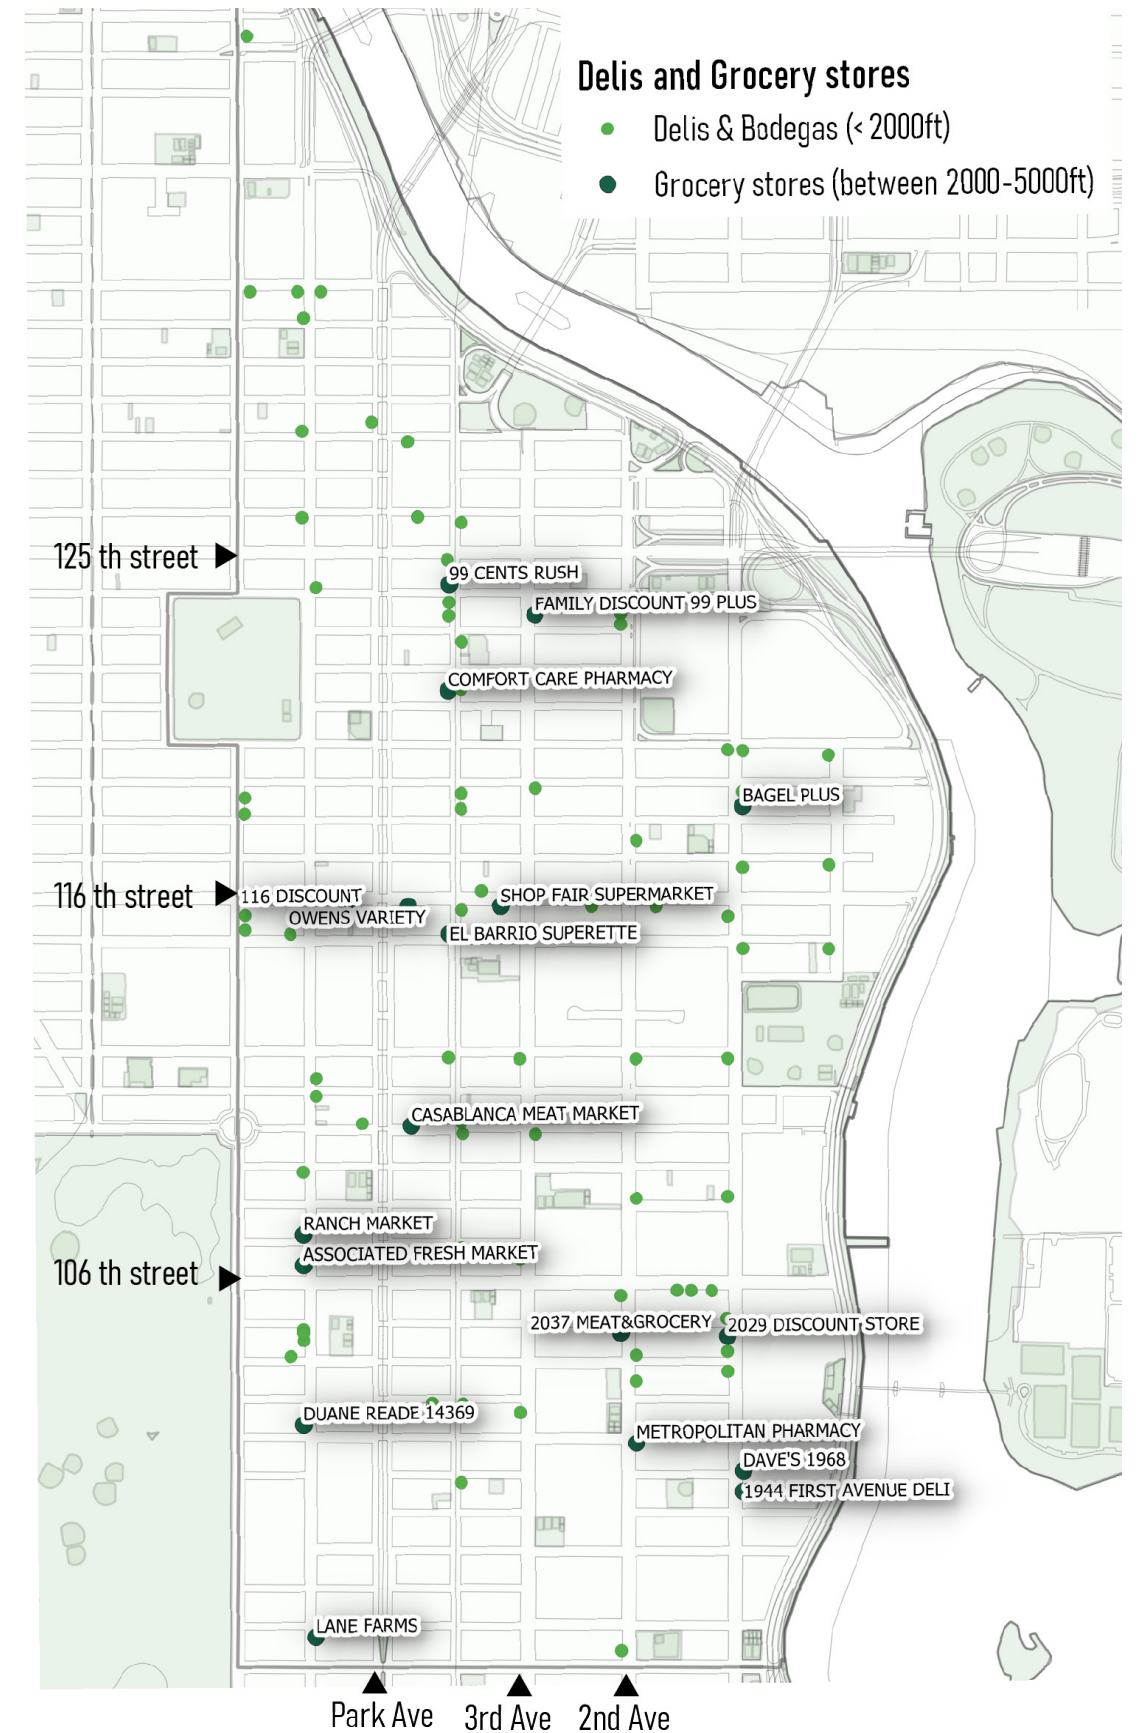 Delis and Grocery stores
Delis & Bodegas (< 2000ft)
Grocery stores (between 2000-5000ft)
125 th street
99 CENTS RUSH
FAMILY DISCOUNT 99 PLUS
COMFORT CARE PHARMACY
BAGEL PLUS
116 th street
116 DISCOUNT
SHOP FAIR SUPERMARKET
OWENS VARIETY
EL BARRIO SUPERETTE
CASABLANCA MEAT MARKET
RANCH MARKET
ASSOCIATED FRESH MARKET
106 th street
2037 MEAT&GROCERY
2029 DISCOUNT STORE
DUANE READE 14369
METROPOLITAN PHARMACY
DAVE'S 1968
1944 FIRST AVENUE DELI
LANE FARMS
Park Ave
3rd Ave
2nd Ave